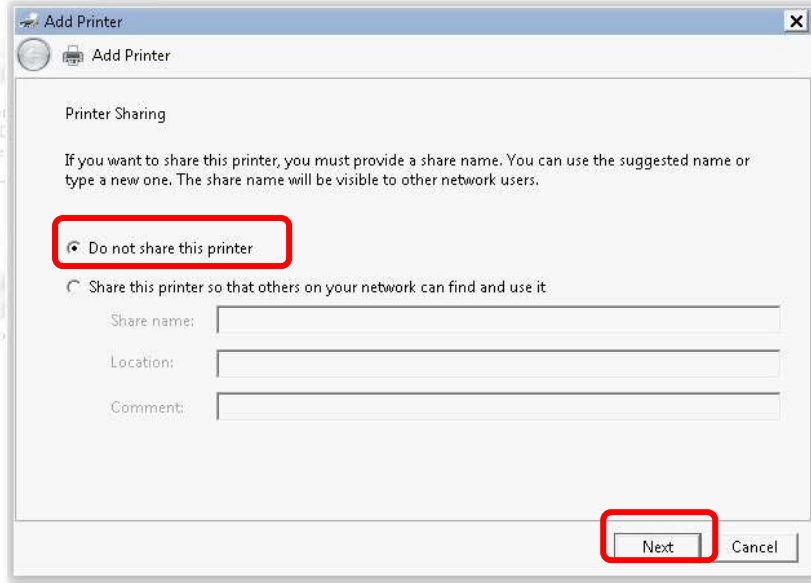 Add Printer
Add Printer
Printer Sharing
If you want to share this printer, you must provide a share name. You can use the suggested name or
type a new one. The share name will be visible to other network users.
Do not share this printer
Share this printer so that others on your network can find and use it
Share name:
Location:
Comment:
Next Cancel